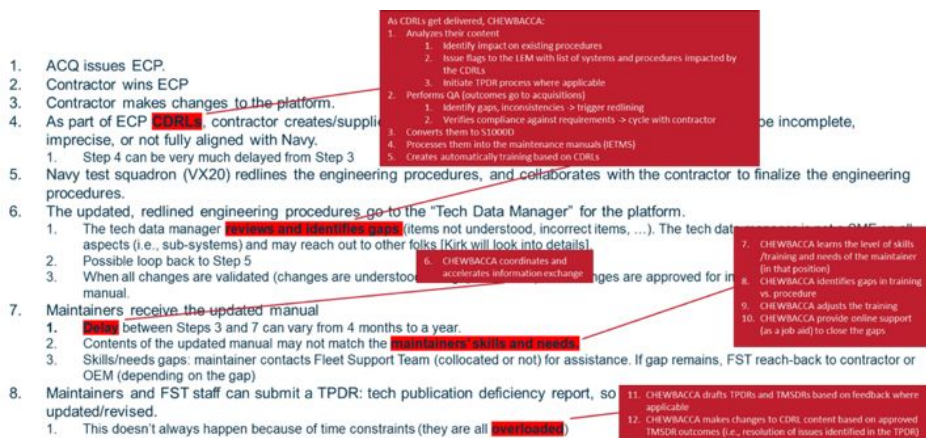 As CDRLs get delivered, CHEWBACCA:
1. Analyzes their content
1. Identify impact on existing procedures
2. Issue flags to the LEM with list of systems and procedures impacted by
the CDRLs
3. Initiate TPDR process where applicable
2. Performs QA (outcomes go to acquisitions)
1. Identify gaps, inconsistencies -> trigger redlining
2. Verifies compliance against requirements -> cycle with contractor
3. Converts them to S1000D
4. Processes them into the maintenance manuals (IETMS)
5. Creates automatically training based on CDRLs
1. ACQ issues ECP.
2. Contractor wins ECP
3. Contractor makes changes to the platform.
4. As part of ECP CDRLs, contractor creates/supplie be incomplete,
imprecise, or not fully aligned with Navy.
1. Step 4 can be very much delayed from Step 3
5. Navy test squadron (VX20) redlines the engineering procedures, and collaborates with the contractor to finalize the engineering
procedures.
6. The updated, redlined engineering procedures go to the “Tech Data Manager” for the platform.
1. The tech data manager reviews and identifies gaps (items not understood, incorrect items, …). The tech data
aspects (i.e., sub-systems) and may reach out to other folks [Kirk will look into details]
2. Possible loop back to Step 5
3. When all changes are validated (changes are understoo anges are approved for in
manual.
6. CHEWBACCA coordinates and
accelerates information exchange
7. CHEWBACCA learns the level of skills
/training and needs of the maintainer
(in that position)
8. CHEWBACCA identifies gaps in training
vs. procedure
9. CHEWBACCA adjusts the training
10. CHEWBACCA provide online support
(as a job aid) to close the gaps
7. Maintainers receive the updated manual
1. Delay between Steps 3 and 7 can vary from 4 months to a year.
2. Contents of the updated manual may not match the maintainers' skills and needs.
3. Skills/needs gaps: maintainer contacts Fleet Support Team (collocated or not) for assistance. If gap remains, FST reach-back to contractor or
OEM (depending on the gap)
8. Maintainers and FST staff can submit a TPDR: tech publication deficiency report, so
updated/revised.
1. This doesn't always happen because of time constraints (they are all overloaded)
11. CHEWBACCA drafts TPDRs and TMSDRs based on feedback where
applicable
12. CHEWBACCA makes changes to CDRL content based on approved
TMSDR outcomes (i.e., resolution of issues identified in the TPDR)